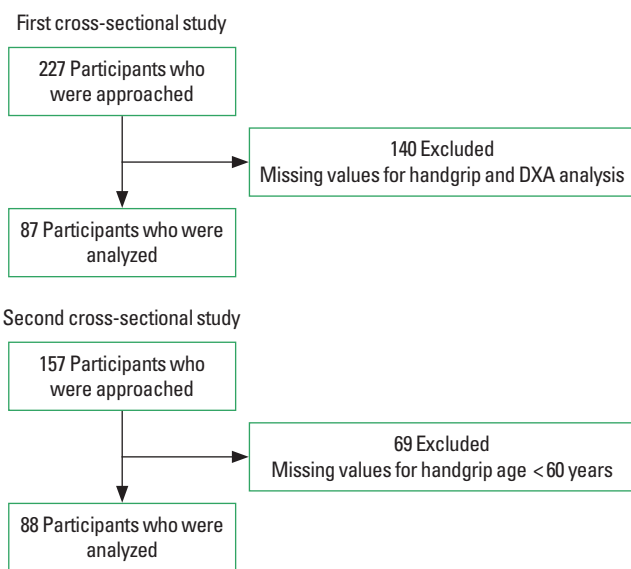 First cross-sectional study
227 Participants who
were approached
140 Excluded
Missing values for handgrip and DXA analysis
87 Participants who were
analyzed
Second cross-sectional study
157 Participants who
were approached
69 Excluded
Missing values for handgrip age <60 years
88 Participants who were
analyzed